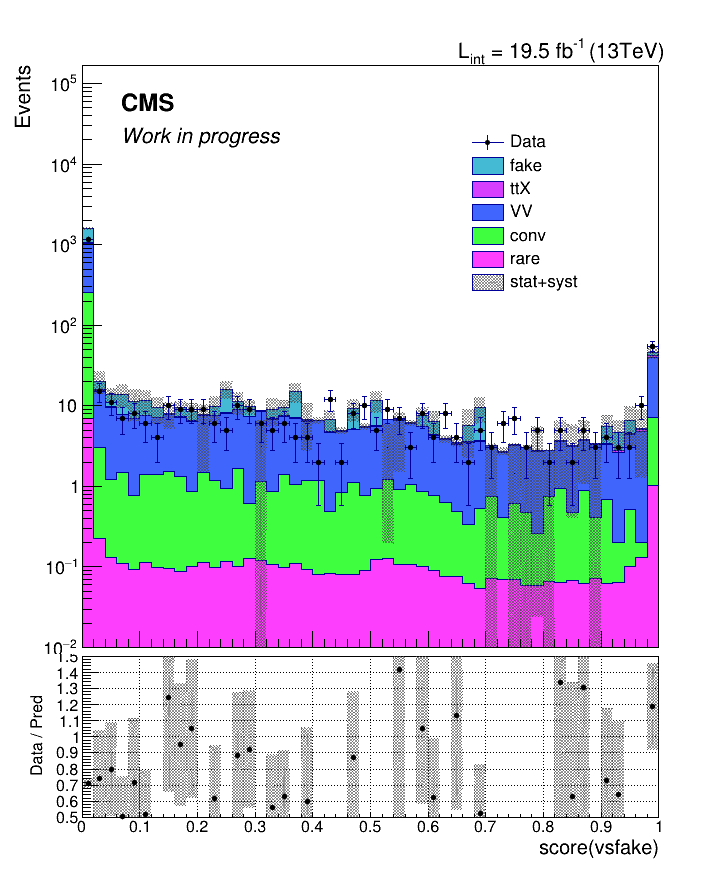 L_int = 19.5 fb^-1 (13TeV)
Events
CMS
Work in progress
Data
fake
ttX
VV
conv
rare
stat+syst
10^5
10^4
10^3
10^2
10
1
10^−1
10^−2
Data / Pred
1.5
1.4
1.3
1.2
1.1
1
0.9
0.8
0.7
0.6
0.5
0 0.1 0.2 0.3 0.4 0.5 0.6 0.7 0.8 0.9 1
score(vsfake)